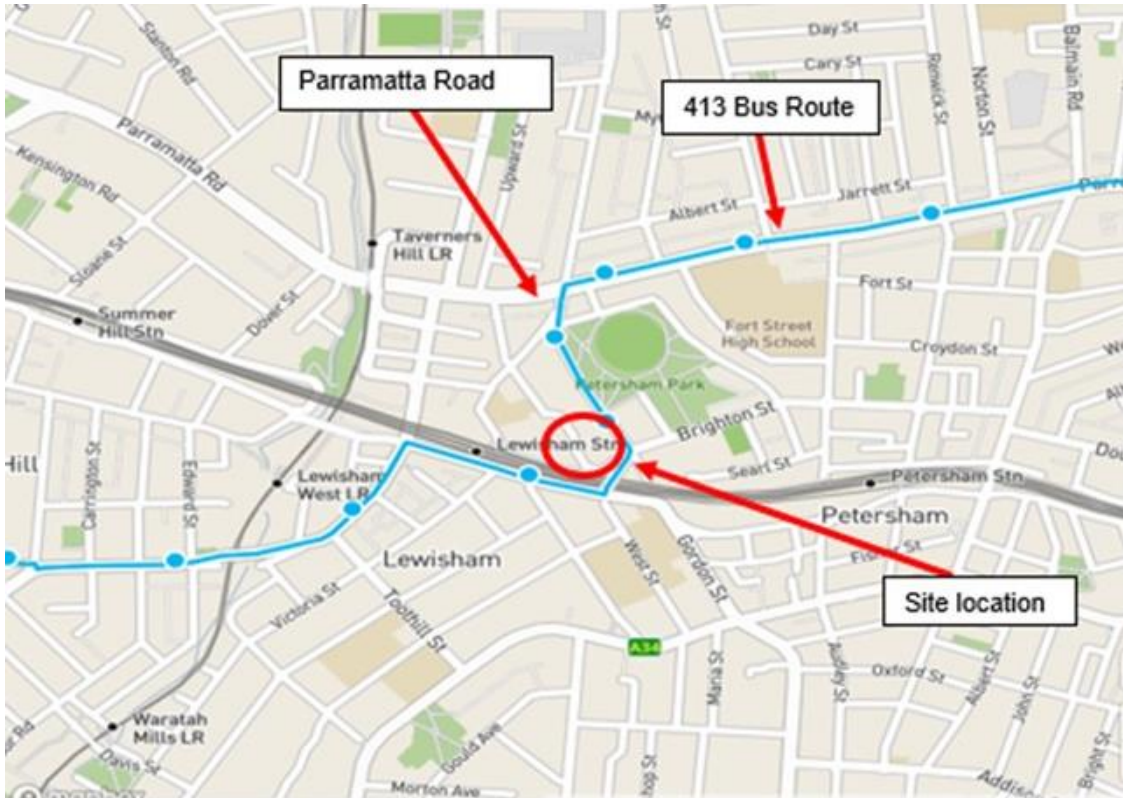 Day St
Cary St
Renwick St
Norton St
Balmain Rd
Stanton Rd
Parramatta Road
413 Bus Route
Upward St
Parramatta Rd
Kensington Rd
Albert St
Jarrett St
Taverners
Hill LR
Sloane St
Dover St
Summer
Hill Stn
Fort St
Fort Street
High School
Croydon St
Petersham Park
Brighton St
Lewisham Stn
Searl St
Petersham Stn
Hill
Carrington St
Edward St
Lewisham
West LR
Petersham
Lewisham
West St
Gordon St
Site location
Victoria St
Toothill St
A34
Maria St
Audley St
Oxford St
Albert St
John St
Waratah
Mills LR
Davis St
Gould Ave
Morton Ave
Bright St
mapbox